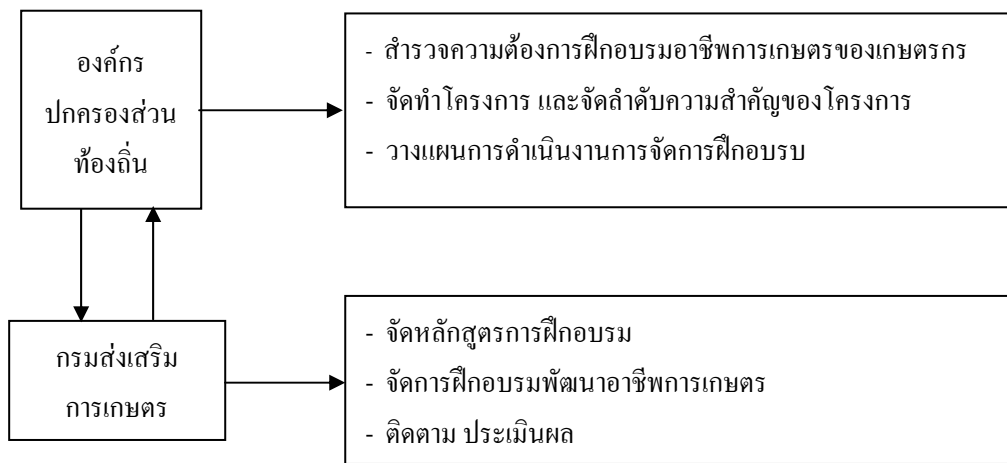 องค์กร
ปกครองส่วน
ท้องถิ่น
- สำรวจความต้องการฝึกอบรมอาชีพการเกษตรของเกษตรกร
- จัดทำโครงการ และจัดลำดับความสำคัญของโครงการ
- วางแผนการดำเนินงานการจัดการฝึกอบรบ
กรมส่งเสริม
การเกษตร
- จัดหลักสูตรการฝึกอบรม
- จัดการฝึกอบรมพัฒนาอาชีพการเกษตร
- ติดตาม ประเมินผล